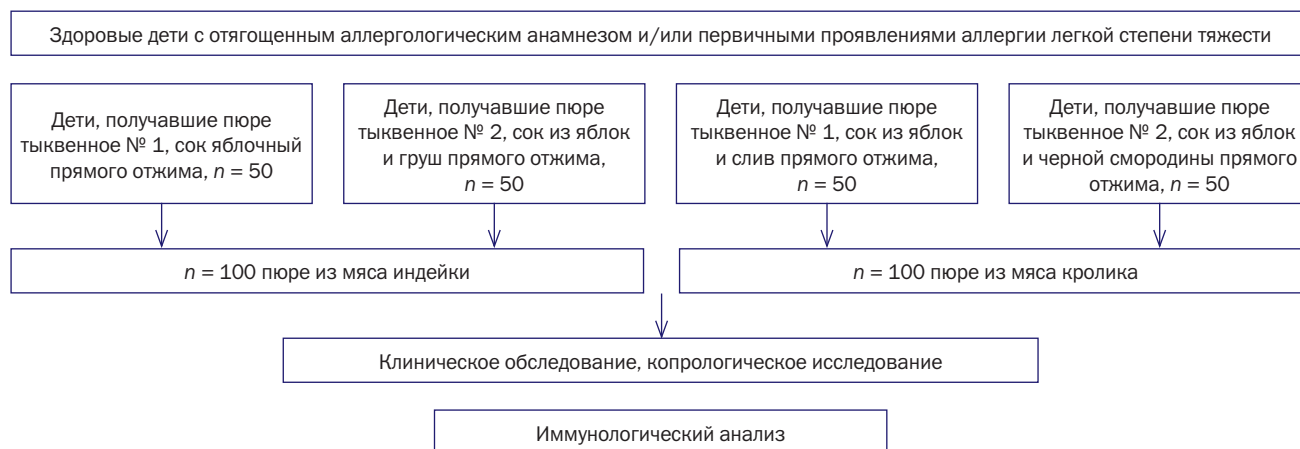 Здоровые дети с отягощенным аллергологическим анамнезом и/или первичными проявлениями аллергии легкой степени тяжести
Дети, получавшие пюре
тыквенное № 1, сок яблочный
прямого отжима, n = 50
Дети, получавшие пюре
тыквенное № 2, сок из яблок
и груш прямого отжима,
n = 50
Дети, получавшие пюре
тыквенное № 1, сок из яблок
и слив прямого отжима,
n = 50
Дети, получавшие пюре
тыквенное № 2, сок из яблок
и черной смородины прямого
отжима, n = 50
n = 100 пюре из мяса индейки
n = 100 пюре из мяса кролика
Клиническое обследование, копрологическое исследование
Иммунологический анализ